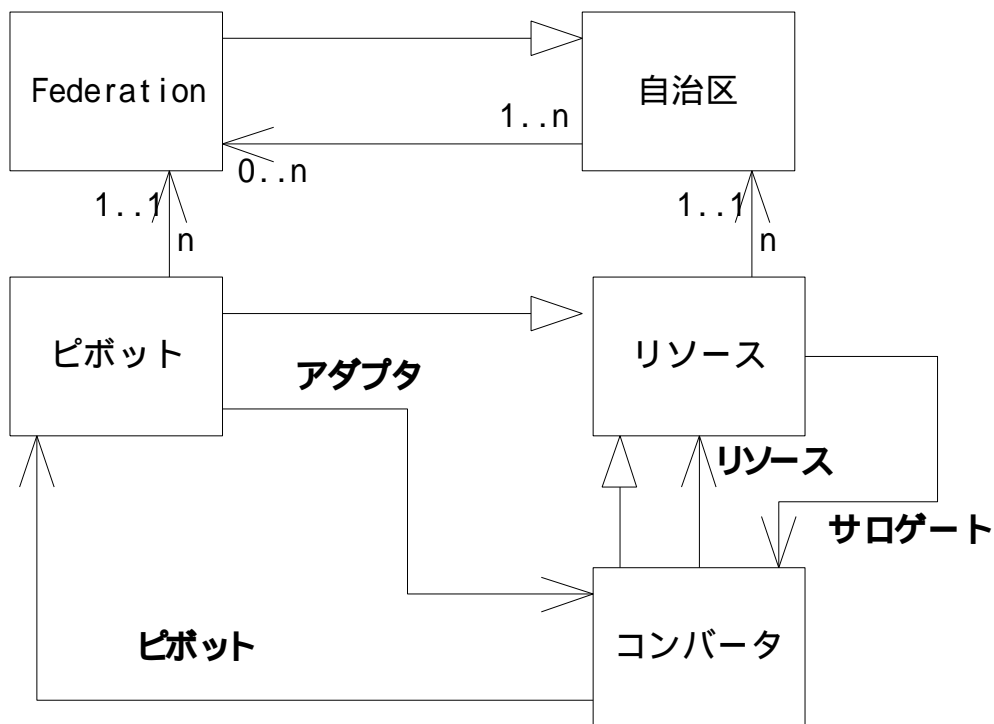 Federation
自治区
1..n
0..n
1..1
n
1..1
n
ピボット
リソース
アダプタ
リソース
サロゲート
コンバータ
ピボット